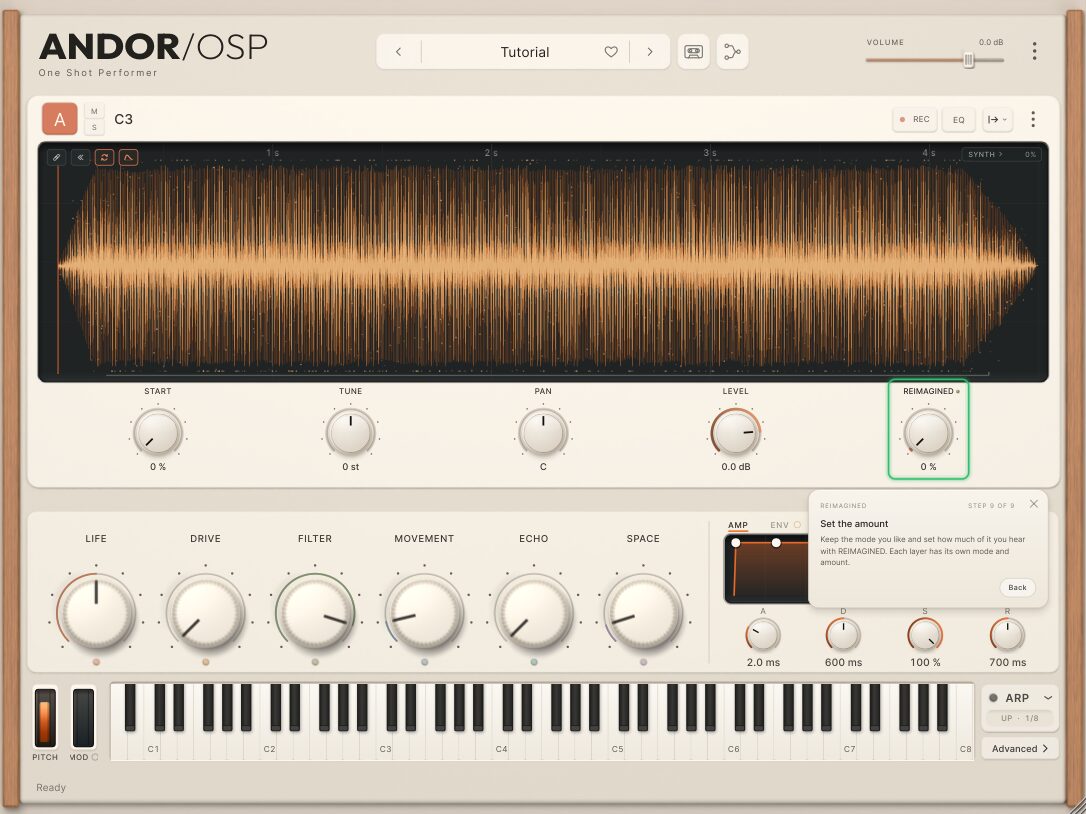 ANDOR/OSP
One Shot Performer
Tutorial
VOLUME 0.0 dB
A
M
S
C3
REC
EQ
1 s 2 s 3 s 4 s
SYNTH > 0%
START TUNE PAN LEVEL REIMAGINED
0 % 0 st C 0.0 dB 0 %
REIMAGINED STEP 9 OF 9
Set the amount
Keep the mode you like and set how much of it you hear
with REIMAGINED. Each layer has its own mode and
amount.
Back
LIFE DRIVE FILTER MOVEMENT ECHO SPACE
AMP ENV
A D S R
2.0 ms 600 ms 100 % 700 ms
PITCH MOD
C1 C2 C3 C4 C5 C6 C7 C8
ARP
UP · 1/8
Advanced >
Ready